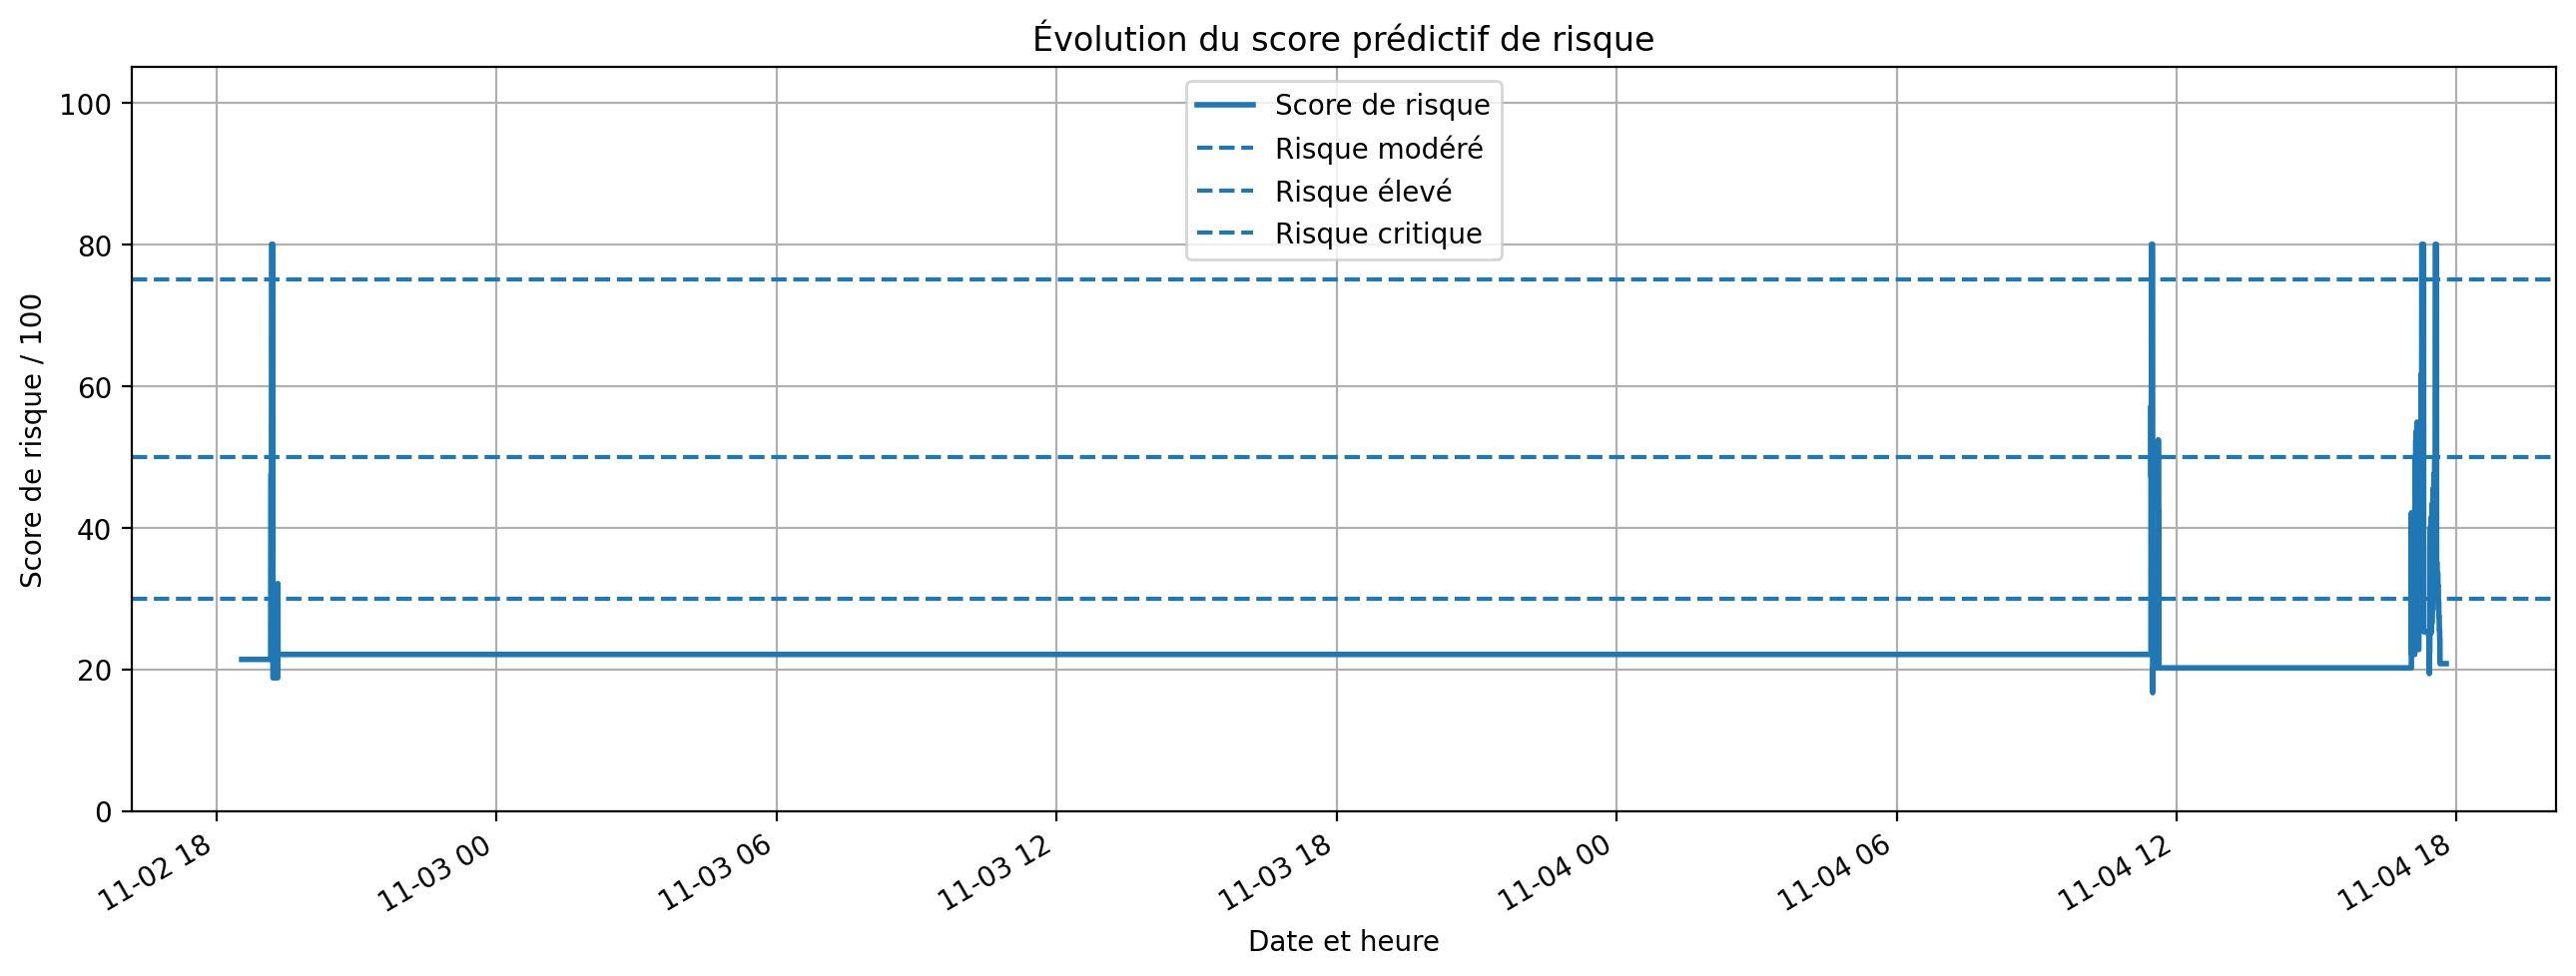 Évolution du score prédictif de risque
Score de risque
Risque modéré
Risque élevé
Risque critique
Score de risque / 100
100
80
60
40
20
0
11-02 18
11-03 00
11-03 06
11-03 12
11-03 18
11-04 00
11-04 06
11-04 12
11-04 18
Date et heure